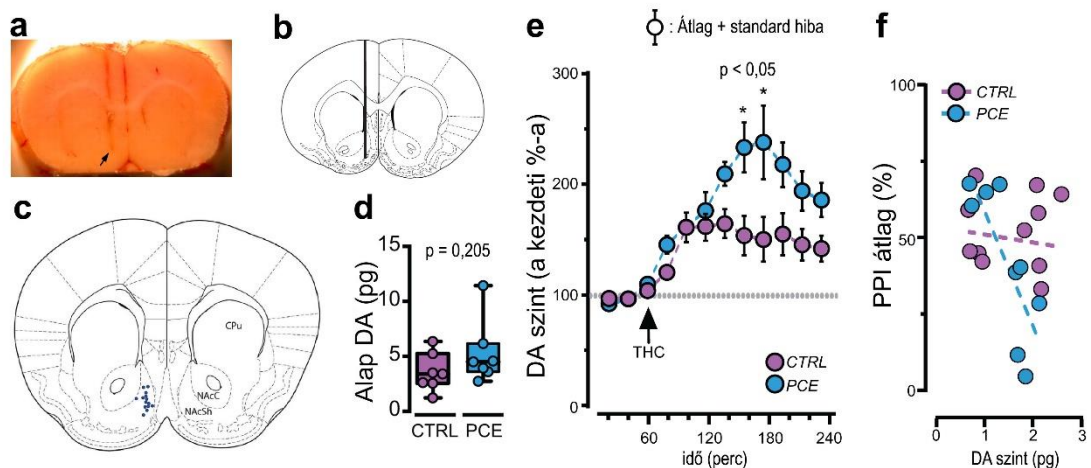 a
b
c
CPu
NAcC
NAcSh
d
15
10
5
0
Alap DA (pg)
p = 0,205
CTRL PCE
e
: Átlag + standard hiba
p < 0,05
*
*
300
200
100
0
DA szint (a kezdeti %-a)
THC
CTRL
PCE
0 60 120 180 240
idő (perc)
f
CTRL
PCE
100
50
0
PPI átlag (%)
0 1 2 3
DA szint (pg)